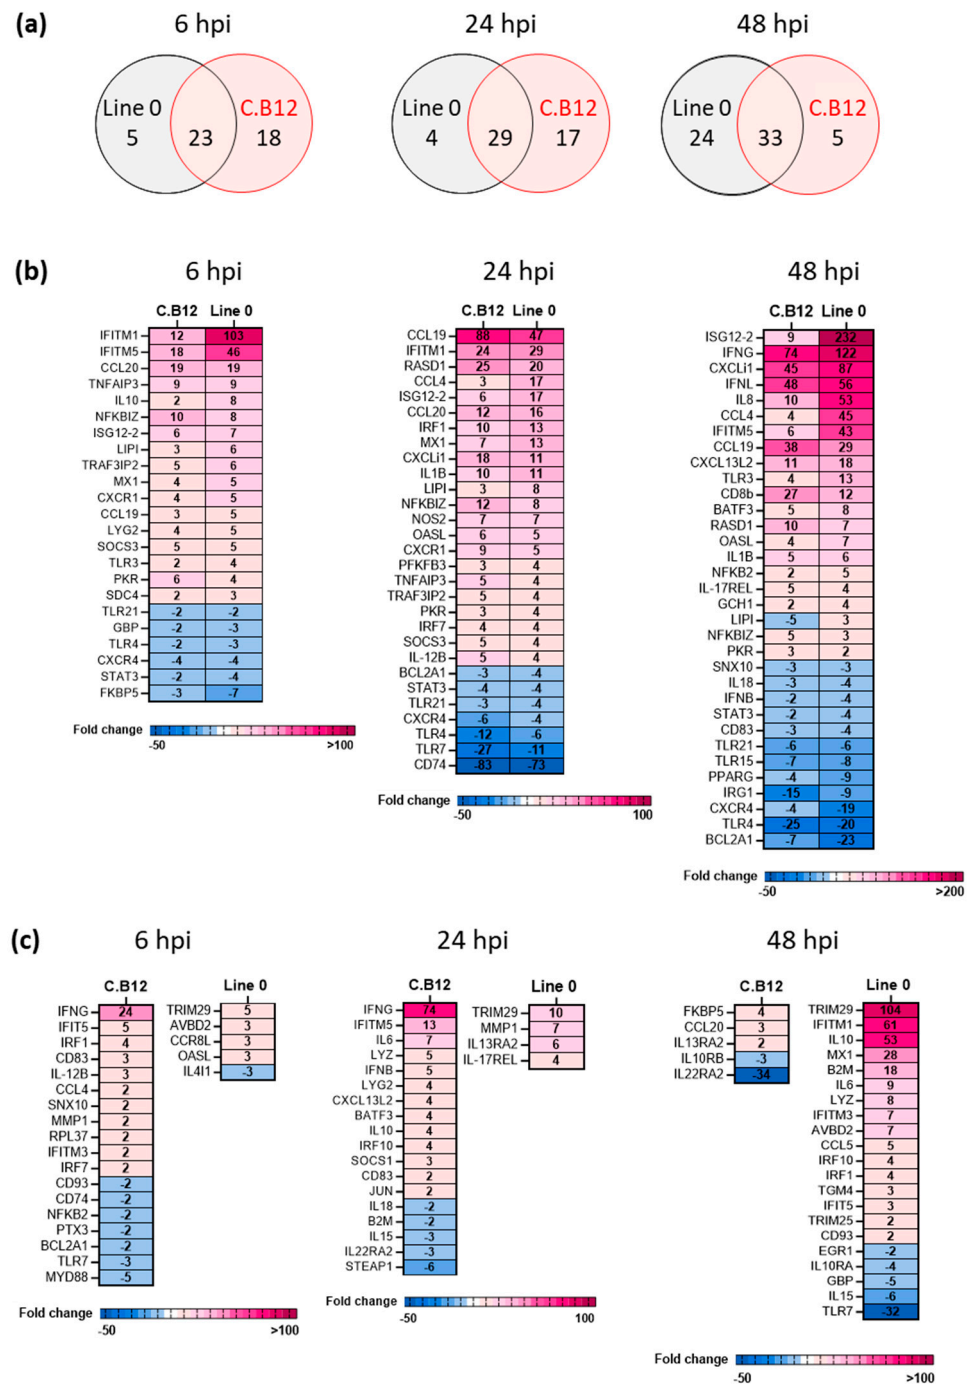 (a) 6 hpi 24 hpi 48 hpi
Line 0 C.B12 Line 0 C.B12 Line 0 C.B12
5 23 18 4 29 17 24 33 5
(b) 6 hpi 24 hpi 48 hpi
C.B12 Line 0
IFITM1 12 103
IFITM5 18 46
CCL20 19 19
TNFAIP3 9 9
IL10 2 8
NFKBIZ 10 8
ISG12-2 6 7
LIPI 3 6
TRAF3IP2 5 6
MX1 4 5
CXCR1 4 5
CCL19 3 5
LYG2 4 5
SOCS3 5 5
TLR3 2 4
PKR 6 4
SDC4 2 3
TLR21 -2 -2
GBP -2 -3
TLR4 -2 -3
CXCR4 -4 -4
STAT3 -2 -4
FKBP5 -3 -7
Fold change
-50 >100
C.B12 Line 0
CCL19 88 47
IFITM1 24 29
RASD1 25 20
CCL4 3 17
ISG12-2 6 17
CCL20 12 16
IRF1 10 13
MX1 7 13
CXCLi1 18 11
IL1B 10 11
LIPI 3 8
NFKBIZ 12 8
NOS2 7 7
OASL 6 5
CXCR1 9 5
PFKFB3 3 4
TNFAIP3 5 4
TRAF3IP2 5 4
PKR 3 4
IRF7 4 4
SOCS3 5 4
IL-12B 5 4
BCL2A1 -3 -4
STAT3 -4 -4
TLR21 -3 -4
CXCR4 -6 -4
TLR4 -12 -6
TLR7 -27 -11
CD74 -83 -73
Fold change
-50 100
C.B12 Line 0
ISG12-2 9 232
IFNG 74 122
CXCLi1 45 87
IFNL 48 56
IL8 10 53
CCL4 4 45
IFITM5 6 43
CCL19 38 29
CXCL13L2 11 18
TLR3 4 13
CD8b 27 12
BATF3 5 8
RASD1 10 7
OASL 4 7
IL1B 5 6
NFKB2 2 5
IL-17REL 5 4
GCH1 2 4
LIPI -5 3
NFKBIZ 5 3
PKR 3 2
SNX10 -3 -3
IL18 -3 -4
IFNB -2 -4
STAT3 -2 -4
CD83 -3 -4
TLR21 -6 -6
TLR15 -7 -8
PPARG -4 -9
IRG1 -15 -9
CXCR4 -4 -19
TLR4 -25 -20
BCL2A1 -7 -23
Fold change
-50 >200
(c) 6 hpi 24 hpi 48 hpi
C.B12
IFNG 24
IFIT5 5
IRF1 4
CD83 3
IL-12B 3
CCL4 2
SNX10 2
MMP1 2
RPL37 2
IFITM3 2
IRF7 2
CD93 -2
CD74 -2
NFKB2 -2
PTX3 -2
BCL2A1 -2
TLR7 -3
MYD88 -5
Line 0
TRIM29 5
AVBD2 3
CCR8L 3
OASL 3
IL4I1 -3
Fold change
-50 >100
C.B12
IFNG 74
IFITM5 13
IL6 7
LYZ 5
IFNB 5
LYG2 4
CXCL13L2 4
BATF3 4
IL10 4
IRF10 4
SOCS1 3
CD83 2
JUN 2
IL18 -2
B2M -2
IL15 -3
IL22RA2 -3
STEAP1 -6
Line 0
TRIM29 10
MMP1 7
IL13RA2 6
IL-17REL 4
Fold change
-50 100
C.B12
FKBP5 4
CCL20 3
IL13RA2 2
IL10RB -3
IL22RA2 -34
Line 0
TRIM29 104
IFITM1 61
IL10 53
MX1 28
B2M 18
IL6 9
LYZ 8
IFITM3 7
AVBD2 7
CCL5 5
IRF10 4
IRF1 4
TGM4 3
IFIT5 3
TRIM25 2
CD93 2
EGR1 -2
IL10RA -4
GBP -5
IL15 -6
TLR7 -32
Fold change
-50 >100